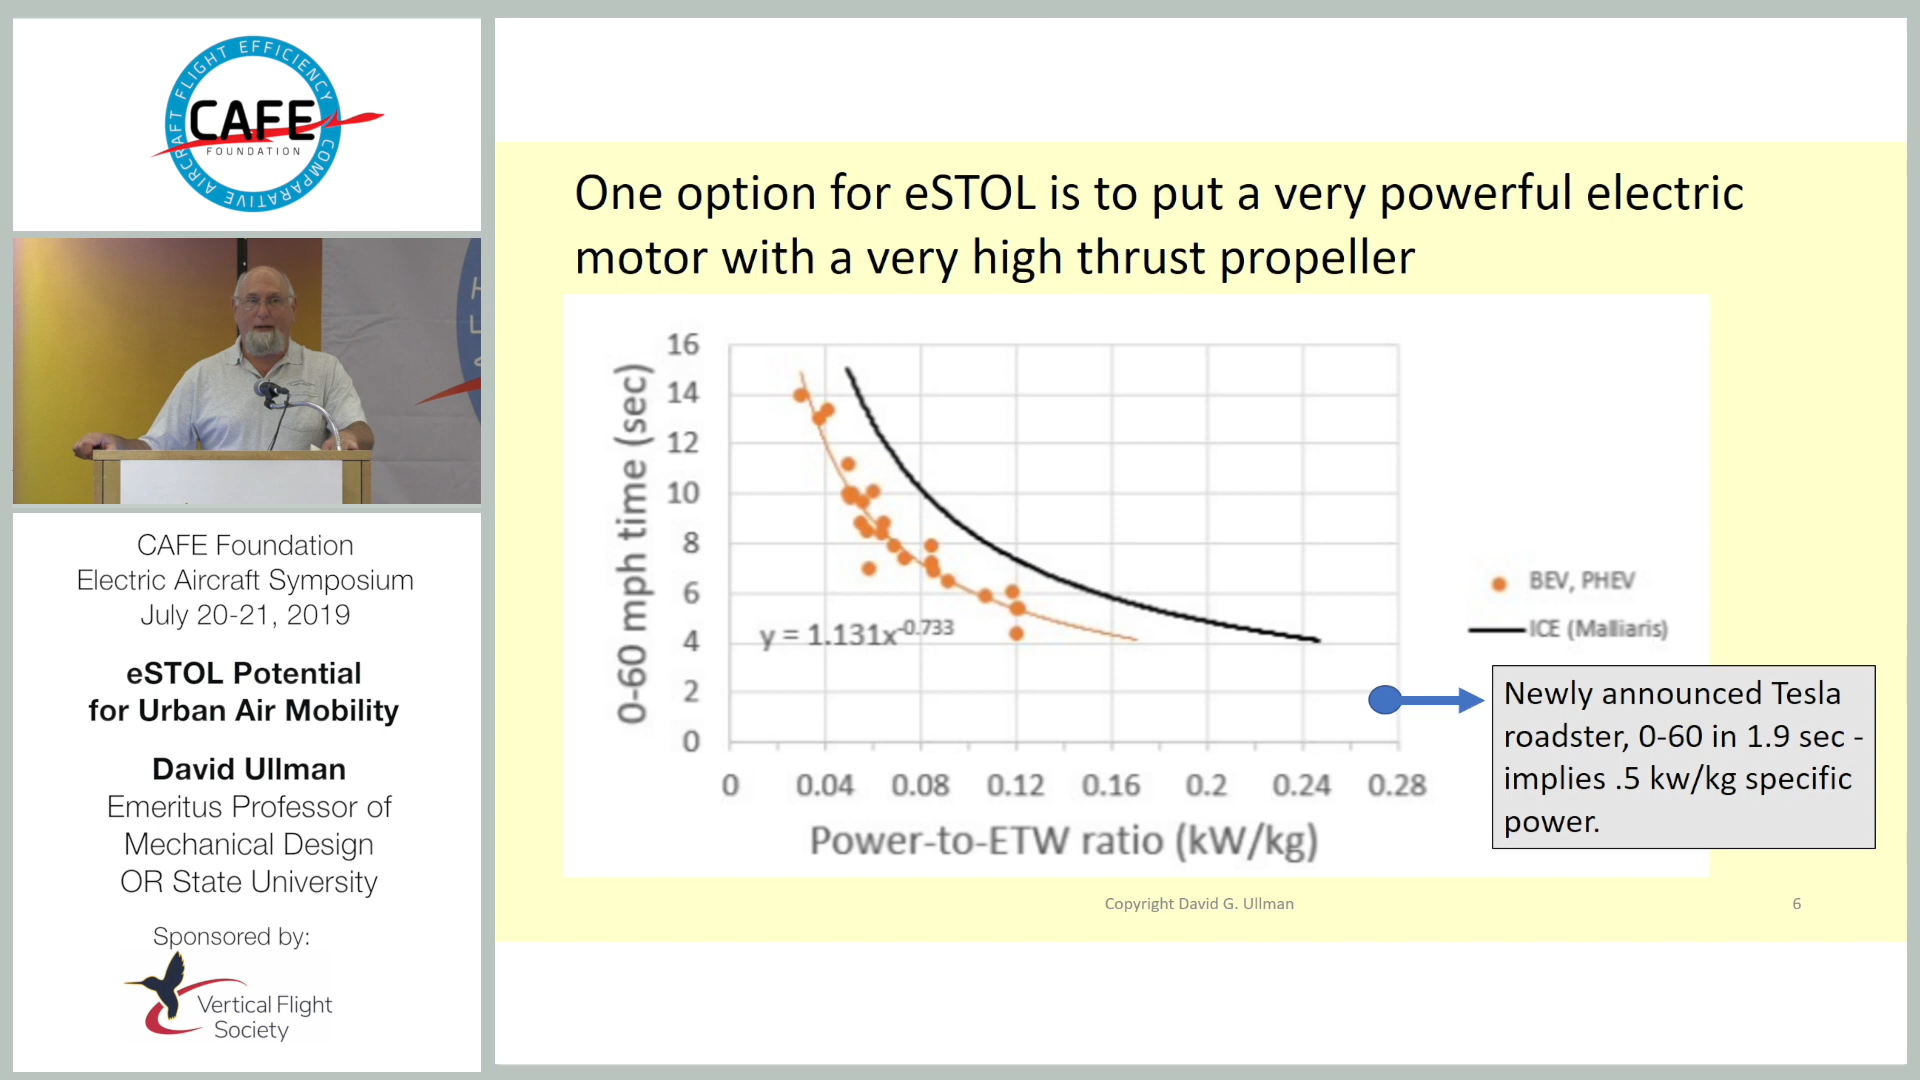 AIRCRAFT FLIGHT EFFICIENCY
COMPARATIVE
CAFE
FOUNDATION
CAFE Foundation
Electric Aircraft Symposium
July 20-21, 2019
eSTOL Potential
for Urban Air Mobility
David Ullman
Emeritus Professor of
Mechanical Design
OR State University
Sponsored by:
Vertical Flight
Society
One option for eSTOL is to put a very powerful electric
motor with a very high thrust propeller
0-60 mph time (sec)
16
14
12
10
8
6
4
2
0
y = 1.131x^-0.733
0 0.04 0.08 0.12 0.16 0.2 0.24 0.28
Power-to-ETW ratio (kW/kg)
BEV, PHEV
ICE (Malliaris)
Newly announced Tesla
roadster, 0-60 in 1.9 sec -
implies .5 kw/kg specific
power.
Copyright David G. Ullman
6